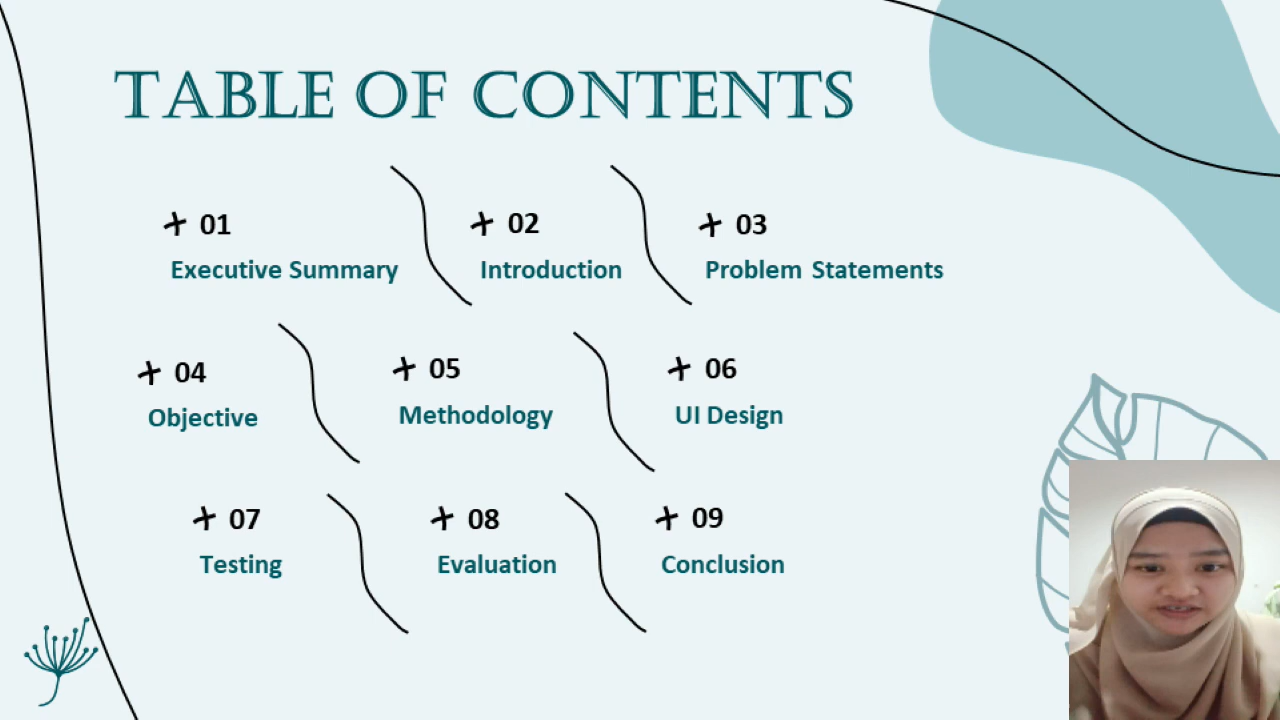 TABLE OF CONTENTS
01
Executive Summary
02
Introduction
03
Problem Statements
04
Objective
05
Methodology
06
UI Design
07
Testing
08
Evaluation
09
Conclusion